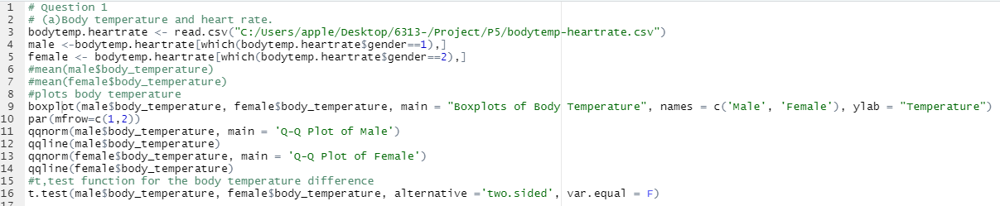 1 # Question 1
2 # (a)Body temperature and heart rate.
3 bodytemp.heartrate <- read.csv("C:/Users/apple/Desktop/6313-/Project/P5/bodytemp-heartrate.csv")
4 male <-bodytemp.heartrate[which(bodytemp.heartrate$gender==1),]
5 female <- bodytemp.heartrate[which(bodytemp.heartrate$gender==2),]
6 #mean(male$body_temperature)
7 #mean(female$body_temperature)
8 #plots body temperature
9 boxplot(male$body_temperature, female$body_temperature, main = "Boxplots of Body Temperature", names = c('Male', 'Female'), ylab = "Temperature")
10 par(mfrow=c(1,2))
11 qqnorm(male$body_temperature, main = 'Q-Q Plot of Male')
12 qqline(male$body_temperature)
13 qqnorm(female$body_temperature, main = 'Q-Q Plot of Female')
14 qqline(female$body_temperature)
15 #t,test function for the body temperature difference
16 t.test(male$body_temperature, female$body_temperature, alternative ='two.sided', var.equal = F)
17